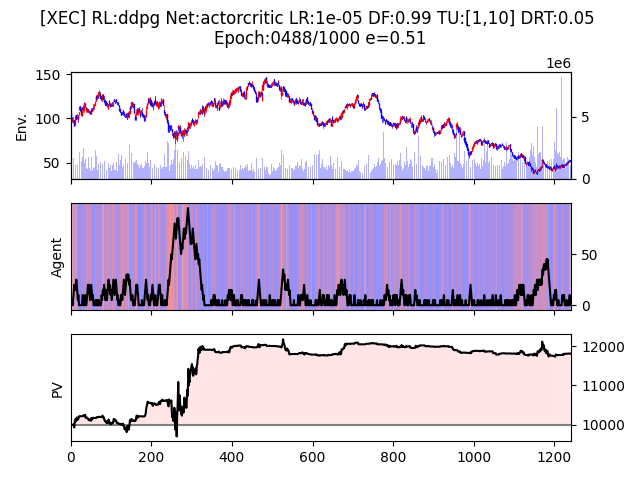 [XEC] RL:ddpg Net:actorcritic LR:1e-05 DF:0.99 TU:[1,10] DRT:0.05
Epoch:0488/1000 e=0.51
1e6
150
100
50
Env.
5
0
Agent
50
0
PV
12000
11000
10000
0
200
400
600
800
1000
1200